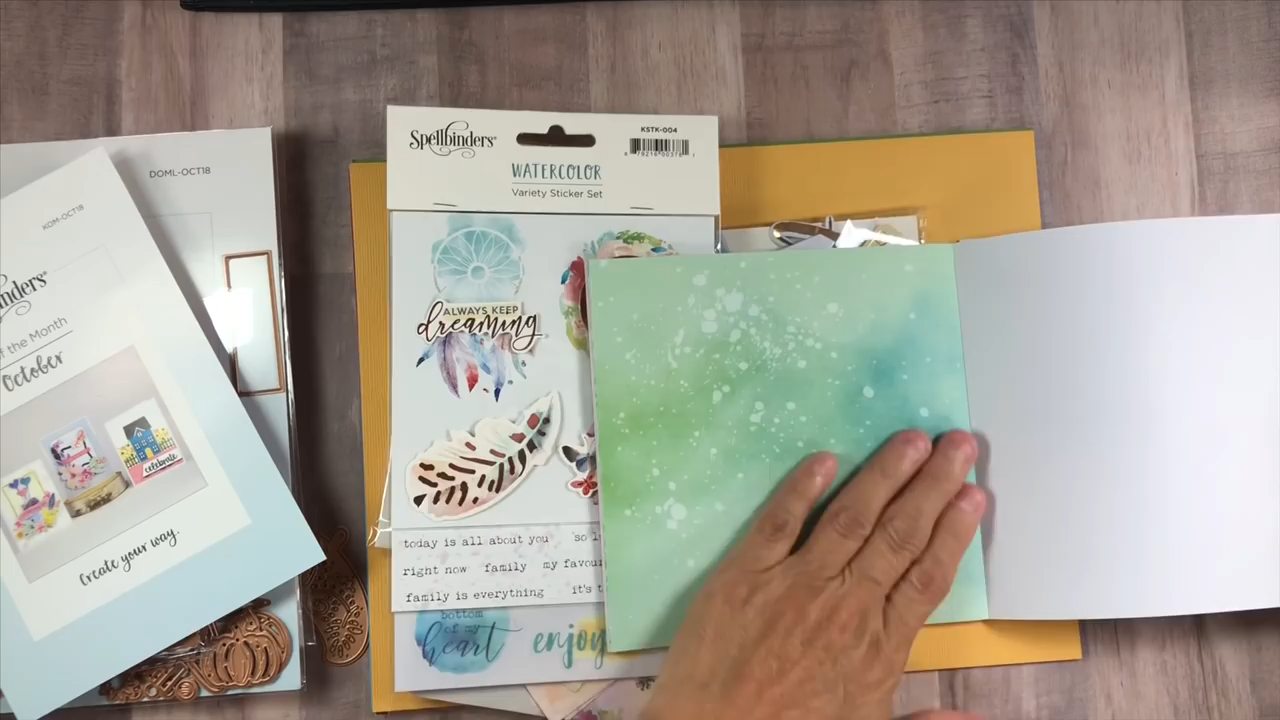 KOM-OCT18
of the Month
October
celebrate
Create your way.
DOML-OCT18
Spellbinders®
KSTK-004
WATERCOLOR
Variety Sticker Set
ALWAYS KEEP
dreaming
today is all about you
right now family my
family is everything it's
bottom
of my
heart
enjoy